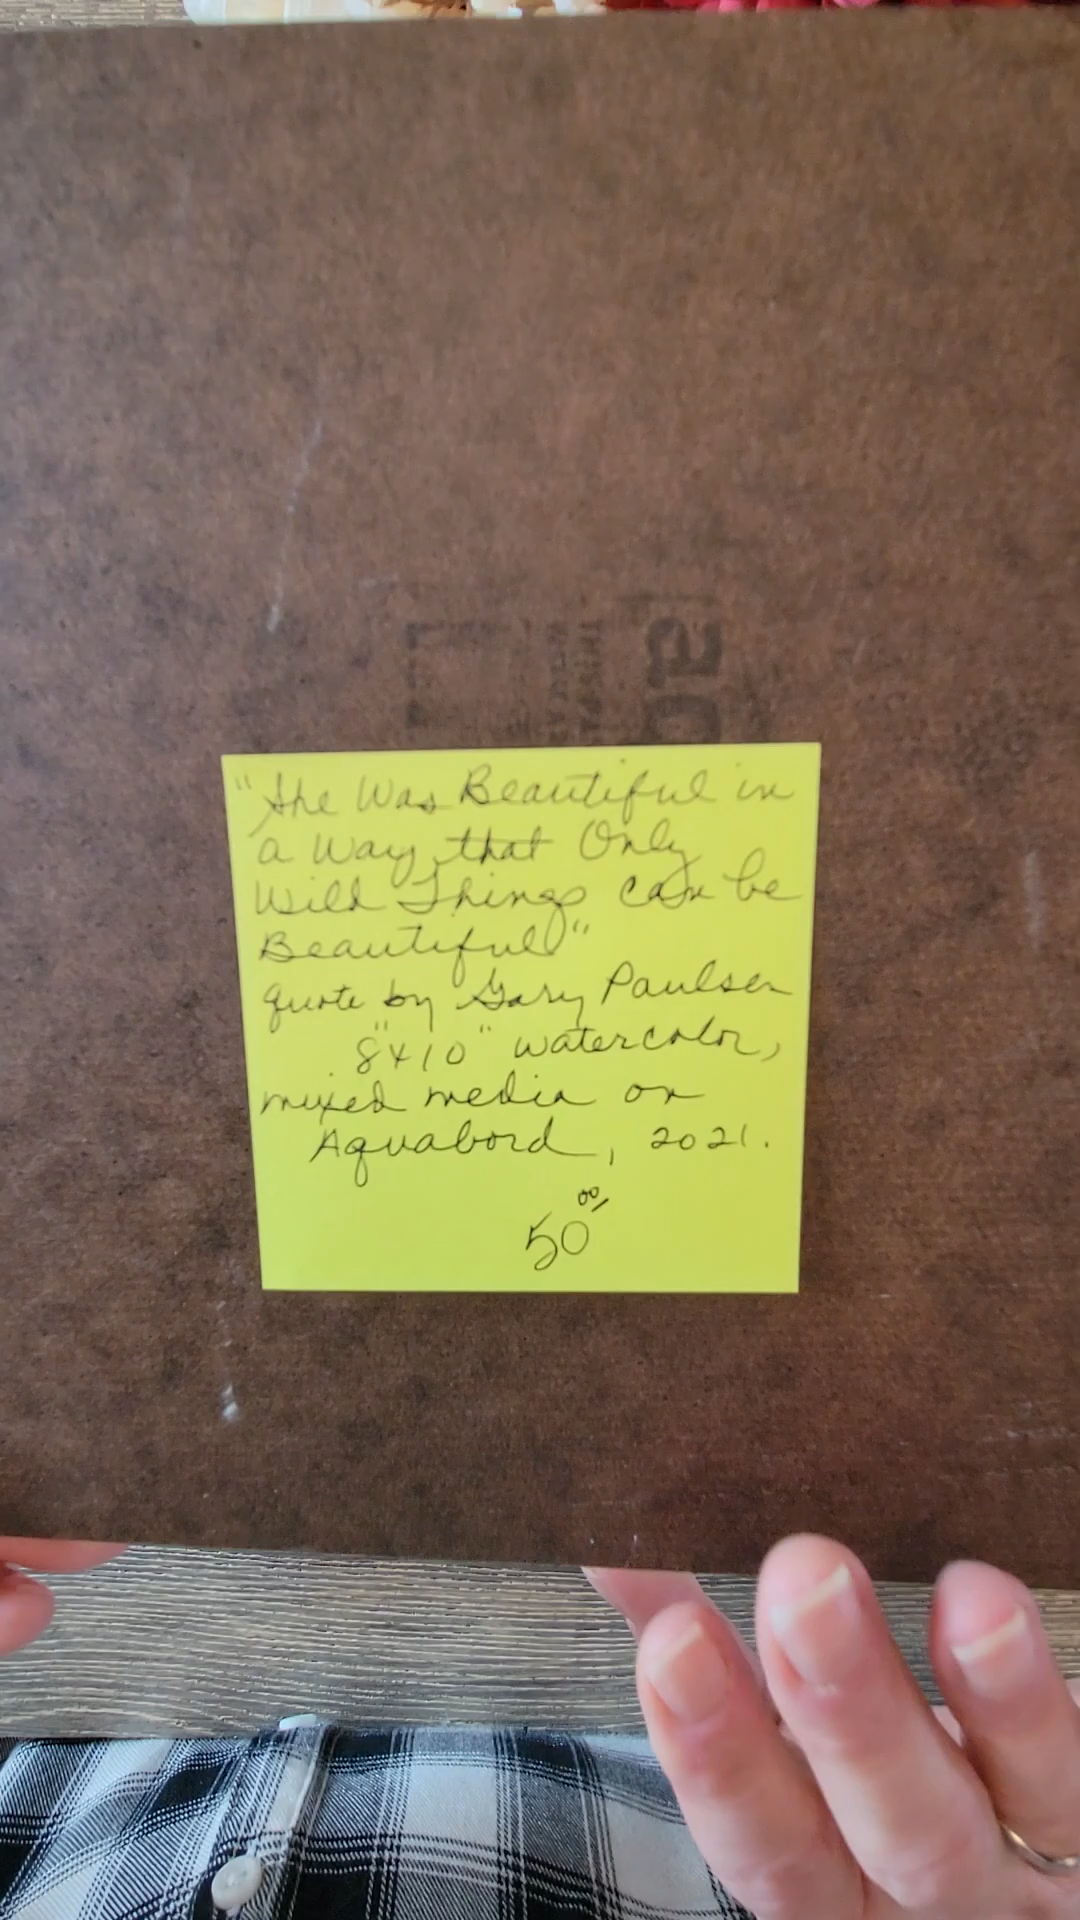 "She Was Beautiful in
a Way that Only
Wild Things can be
Beautiful"
quote by Gary Paulsen
8"x10" watercolor,
mixed media on
Aquabord, 2021.
50 00/